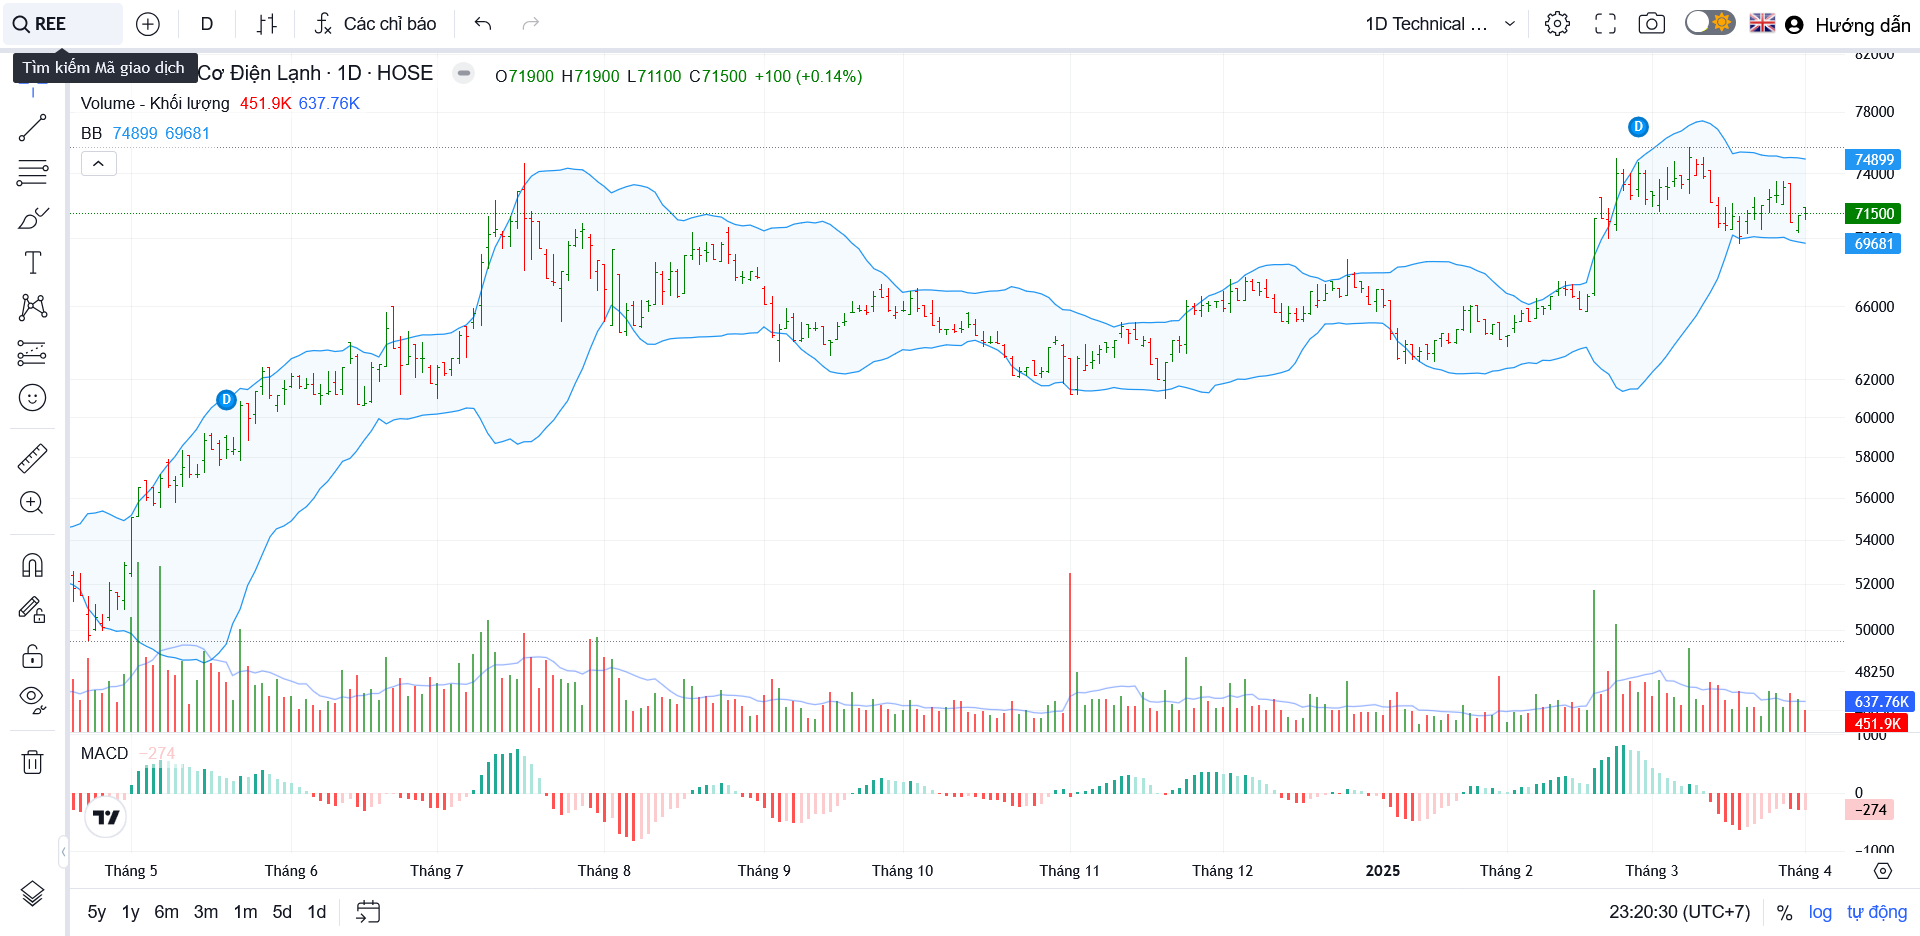 REE
D
Các chỉ báo
1D Technical ...
Hướng dẫn
Tìm kiếm Mã giao dịch
Cơ Điện Lạnh · 1D · HOSE
O71900 H71900 L71100 C71500 +100 (+0.14%)
Volume - Khối lượng 451.9K 637.76K
BB 74899 69681
D
D
82000
78000
74899
74000
71500
69681
66000
62000
60000
58000
56000
54000
52000
50000
48250
637.76K
451.9K
MACD −274
1000
0
−274
−1000
Tháng 5 Tháng 6 Tháng 7 Tháng 8 Tháng 9 Tháng 10 Tháng 11 Tháng 12 2025 Tháng 2 Tháng 3 Tháng 4
5y 1y 6m 3m 1m 5d 1d
23:20:30 (UTC+7) % log tự động